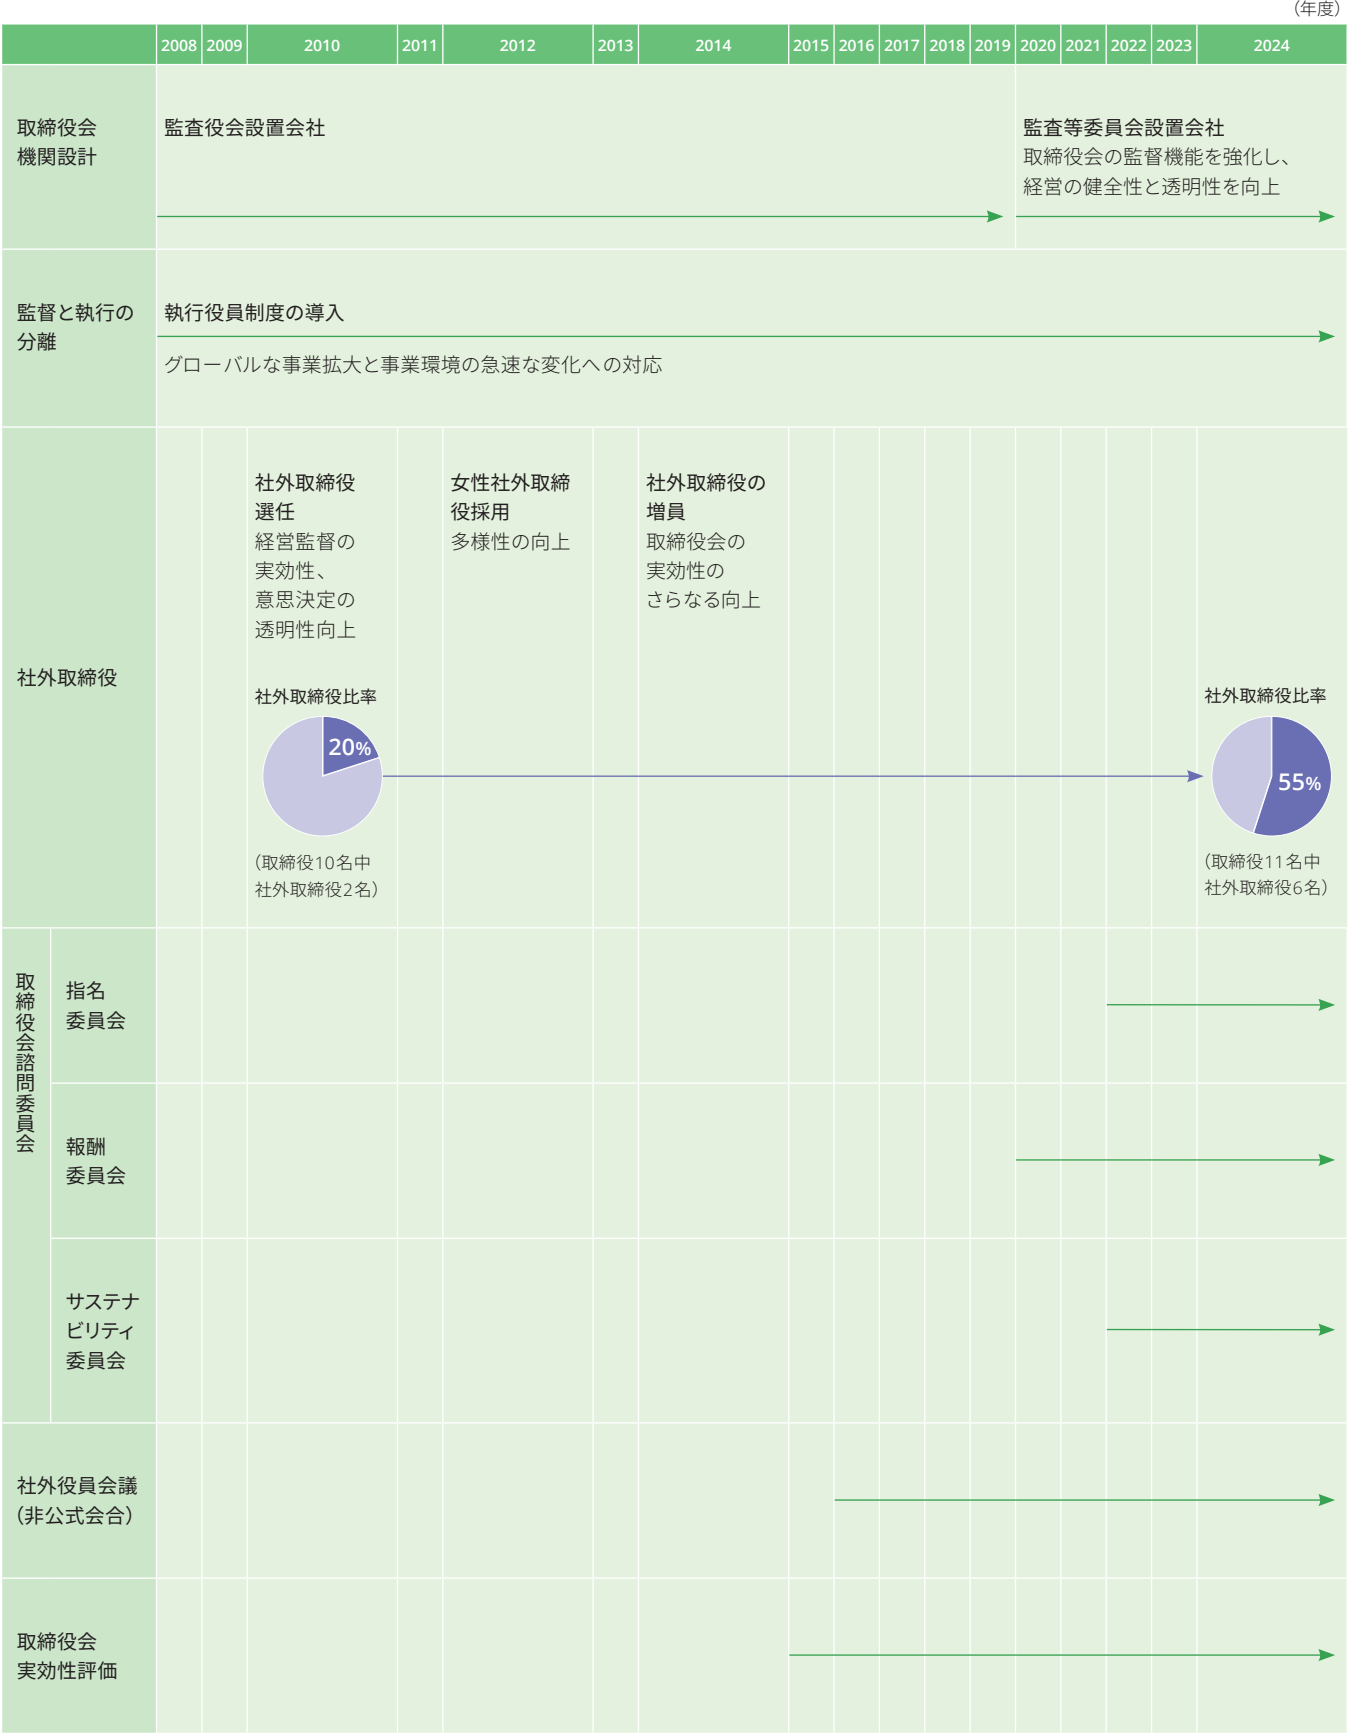 （年度）
2008 2009 2010 2011 2012 2013 2014 2015 2016 2017 2018 2019 2020 2021 2022 2023 2024
取締役会
機関設計
監査役会設置会社
監査等委員会設置会社
取締役会の監督機能を強化し、
経営の健全性と透明性を向上
監督と執行の
分離
執行役員制度の導入
グローバルな事業拡大と事業環境の急速な変化への対応
社外取締役
社外取締役
選任
経営監督の
実効性、
意思決定の
透明性向上
女性社外取締
役採用
多様性の向上
社外取締役の
増員
取締役会の
実効性の
さらなる向上
社外取締役比率
20%
（取締役10名中
社外取締役2名）
社外取締役比率
55%
（取締役11名中
社外取締役6名）
取締役会諮問委員会
指名
委員会
報酬
委員会
サステナ
ビリティ
委員会
社外役員会議
（非公式会合）
取締役会
実効性評価